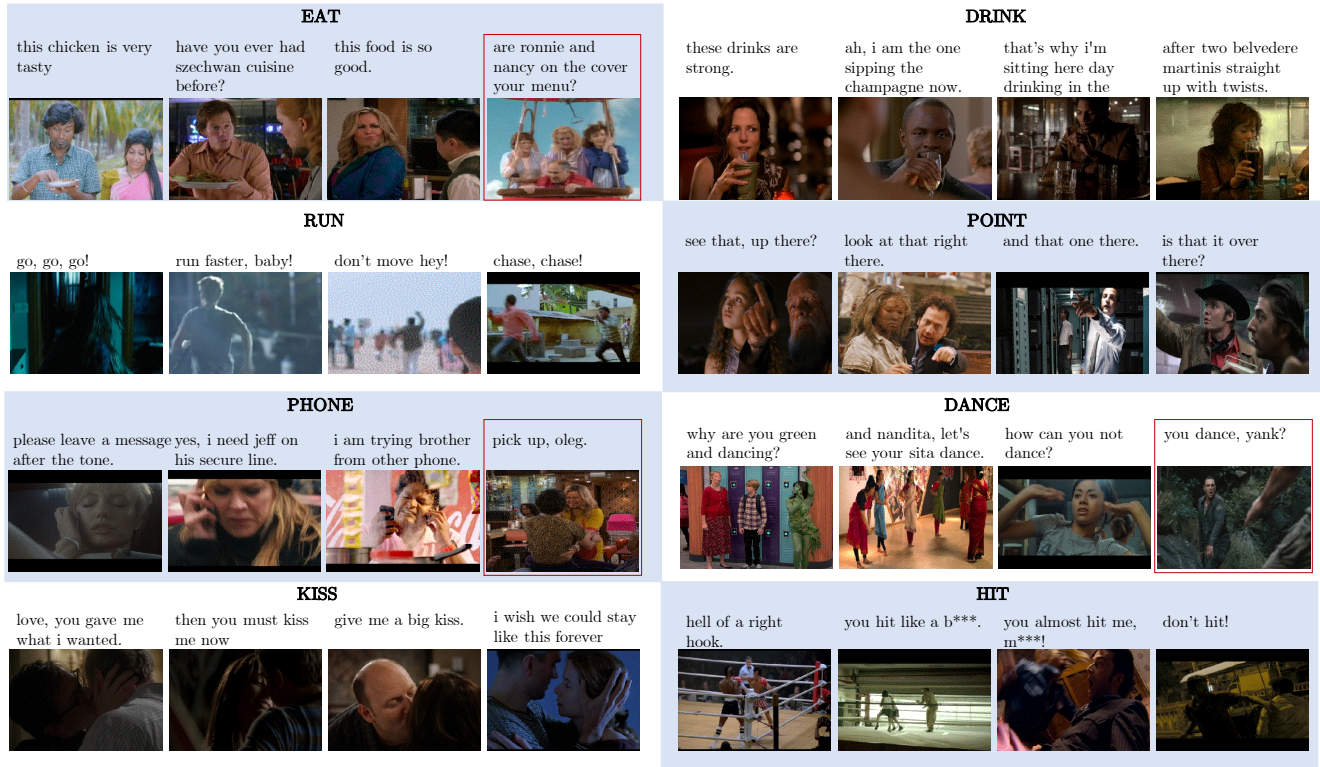 EAT
this chicken is very
tasty
have you ever had
szechwan cuisine
before?
this food is so
good.
are ronnie and
nancy on the cover
your menu?
DRINK
these drinks are
strong.
ah, i am the one
sipping the
champagne now.
that's why i'm
sitting here day
drinking in the
after two belvedere
martinis straight
up with twists.
RUN
go, go, go!
run faster, baby!
don't move hey!
chase, chase!
POINT
see that, up there?
look at that right
there.
and that one there.
is that it over
there?
PHONE
please leave a message
after the tone.
yes, i need jeff on
his secure line.
i am trying brother
from other phone.
pick up, oleg.
DANCE
why are you green
and dancing?
and nandita, let's
see your sita dance.
how can you not
dance?
you dance, yank?
KISS
love, you gave me
what i wanted.
then you must kiss
me now
give me a big kiss.
i wish we could stay
like this forever
HIT
hell of a right
hook.
you hit like a b***.
you almost hit me,
m***!
don't hit!